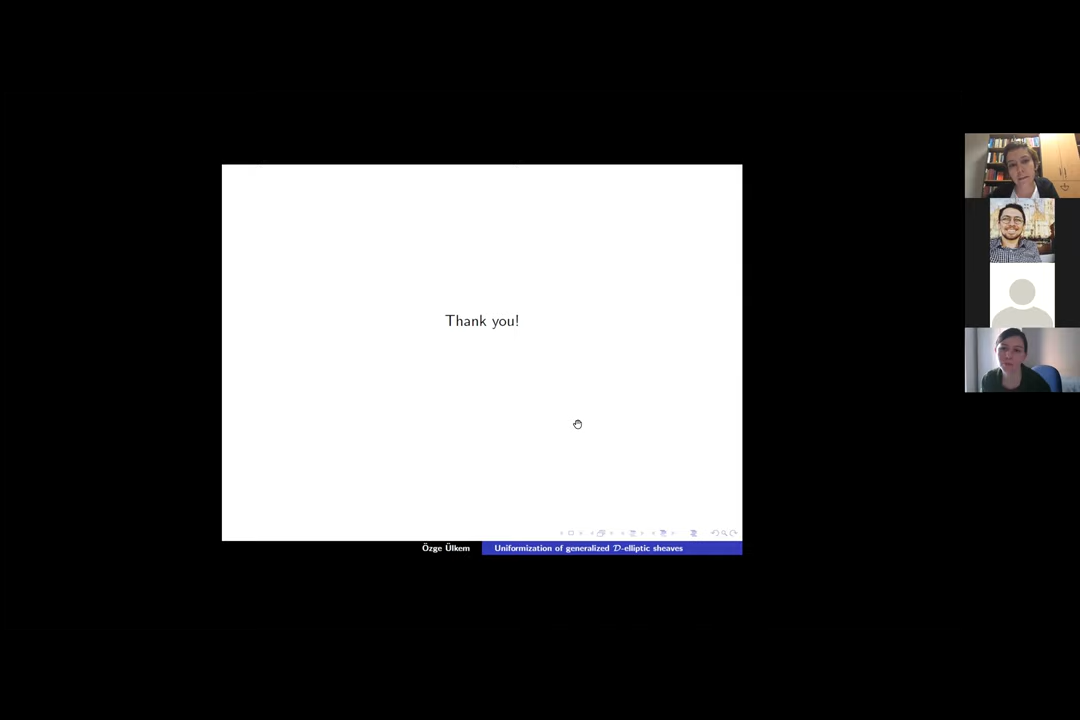 Thank you!
Özge Ülkem
Uniformization of generalized 𝒟-elliptic sheaves